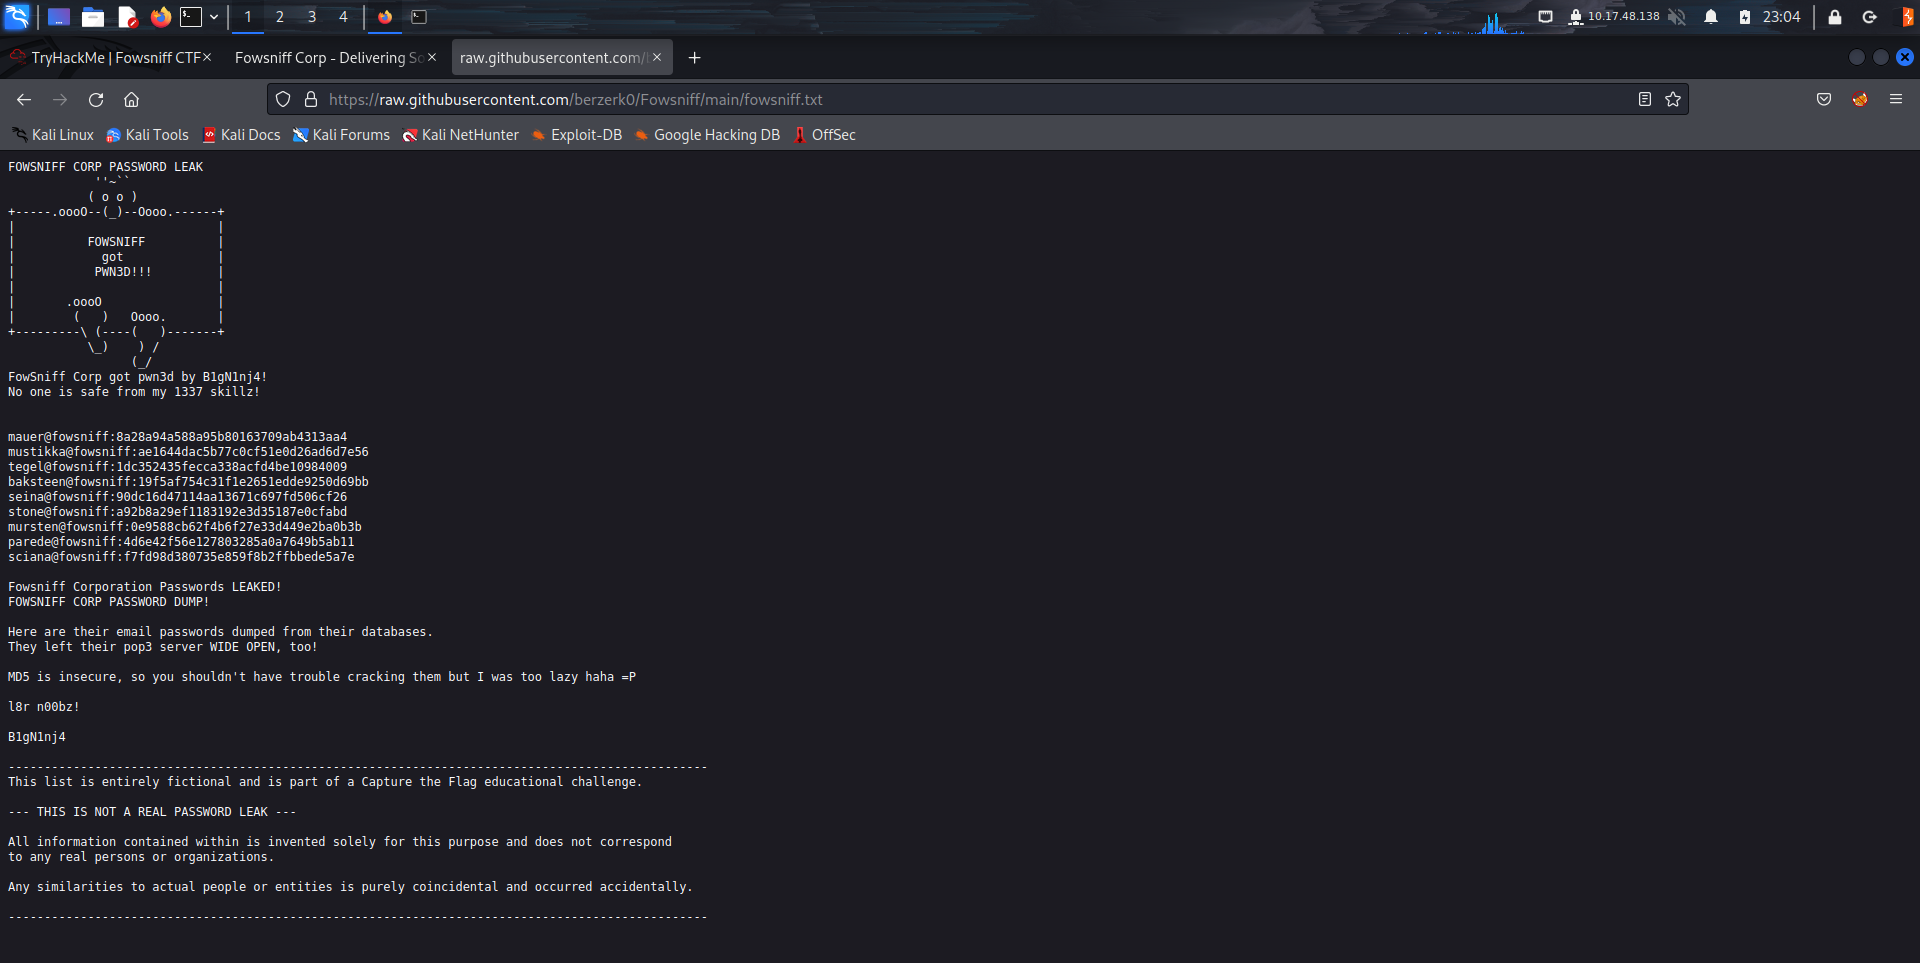 1 2 3 4 10.17.48.138 23:04
TryHackMe | Fowsniff CTF Fowsniff Corp - Delivering So raw.githubusercontent.com/b
https://raw.githubusercontent.com/berzerk0/Fowsniff/main/fowsniff.txt
Kali Linux Kali Tools Kali Docs Kali Forums Kali NetHunter Exploit-DB Google Hacking DB OffSec
FOWSNIFF CORP PASSWORD LEAK
            ''~``
           ( o o )
+-----.oooO--(_)--Oooo.------+
|                            |
|          FOWSNIFF          |
|            got             |
|           PWN3D!!!         |
|                            |
|       .oooO                |
|        (   )   Oooo.       |
+---------\ (----(   )-------+
           \_)    ) /
                 (_/
FowSniff Corp got pwn3d by B1gN1nj4!
No one is safe from my 1337 skillz!
mauer@fowsniff:8a28a94a588a95b80163709ab4313aa4
mustikka@fowsniff:ae1644dac5b77c0cf51e0d26ad6d7e56
tegel@fowsniff:1dc352435fecca338acfd4be10984009
baksteen@fowsniff:19f5af754c31f1e2651edde9250d69bb
seina@fowsniff:90dc16d47114aa13671c697fd506cf26
stone@fowsniff:a92b8a29ef1183192e3d35187e0cfabd
mursten@fowsniff:0e9588cb62f4b6f27e33d449e2ba0b3b
parede@fowsniff:4d6e42f56e127803285a0a7649b5ab11
sciana@fowsniff:f7fd98d380735e859f8b2ffbbede5a7e
Fowsniff Corporation Passwords LEAKED!
FOWSNIFF CORP PASSWORD DUMP!
Here are their email passwords dumped from their databases.
They left their pop3 server WIDE OPEN, too!
MD5 is insecure, so you shouldn't have trouble cracking them but I was too lazy haha =P
l8r n00bz!
B1gN1nj4
-------------------------------------------------------------------------------------------------
This list is entirely fictional and is part of a Capture the Flag educational challenge.
--- THIS IS NOT A REAL PASSWORD LEAK ---
All information contained within is invented solely for this purpose and does not correspond
to any real persons or organizations.
Any similarities to actual people or entities is purely coincidental and occurred accidentally.
-------------------------------------------------------------------------------------------------